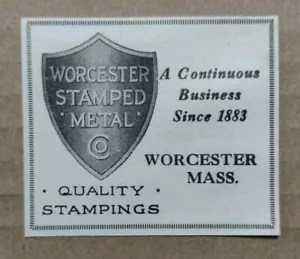 WORCESTER
STAMPED
· METAL ·
CO
· QUALITY ·
STAMPINGS
A Continuous
Business
Since 1883
WORCESTER
MASS.